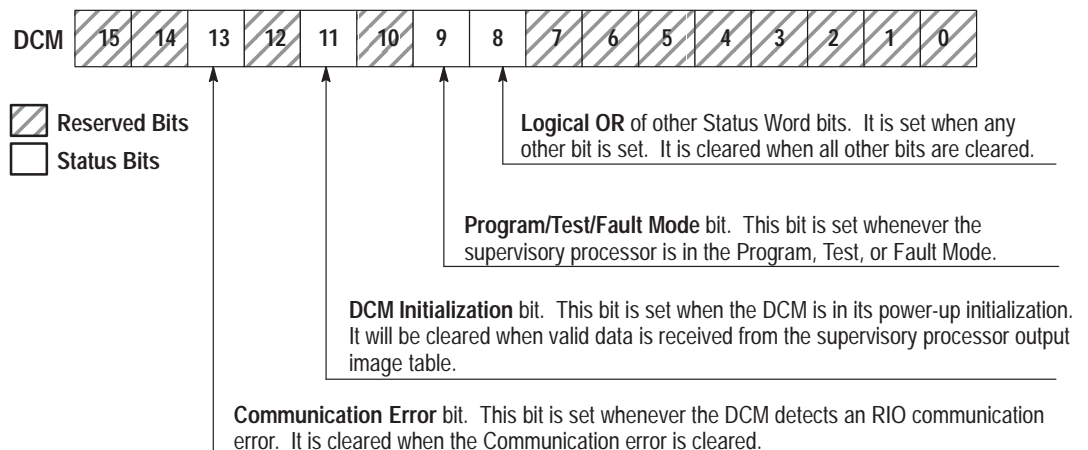 DCM 15 14 13 12 11 10 9 8 7 6 5 4 3 2 1 0
Reserved Bits
Status Bits
Logical OR of other Status Word bits. It is set when any
other bit is set. It is cleared when all other bits are cleared.
Program/Test/Fault Mode bit. This bit is set whenever the
supervisory processor is in the Program, Test, or Fault Mode.
DCM Initialization bit. This bit is set when the DCM is in its power-up initialization.
It will be cleared when valid data is received from the supervisory processor output
image table.
Communication Error bit. This bit is set whenever the DCM detects an RIO communication
error. It is cleared when the Communication error is cleared.